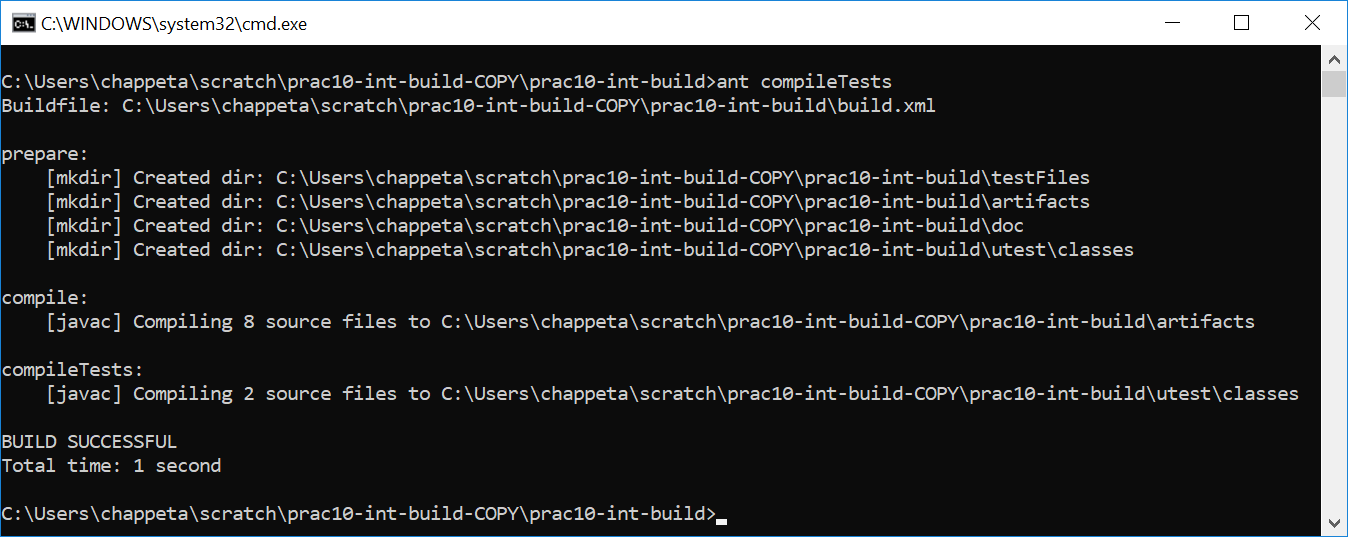 C:\WINDOWS\system32\cmd.exe
C:\Users\chappeta\scratch\prac10-int-build-COPY\prac10-int-build>ant compileTests
Buildfile: C:\Users\chappeta\scratch\prac10-int-build-COPY\prac10-int-build\build.xml
prepare:
[mkdir] Created dir: C:\Users\chappeta\scratch\prac10-int-build-COPY\prac10-int-build\testFiles
[mkdir] Created dir: C:\Users\chappeta\scratch\prac10-int-build-COPY\prac10-int-build\artifacts
[mkdir] Created dir: C:\Users\chappeta\scratch\prac10-int-build-COPY\prac10-int-build\doc
[mkdir] Created dir: C:\Users\chappeta\scratch\prac10-int-build-COPY\prac10-int-build\utest\classes
compile:
[javac] Compiling 8 source files to C:\Users\chappeta\scratch\prac10-int-build-COPY\prac10-int-build\artifacts
compileTests:
[javac] Compiling 2 source files to C:\Users\chappeta\scratch\prac10-int-build-COPY\prac10-int-build\utest\classes
BUILD SUCCESSFUL
Total time: 1 second
C:\Users\chappeta\scratch\prac10-int-build-COPY\prac10-int-build>